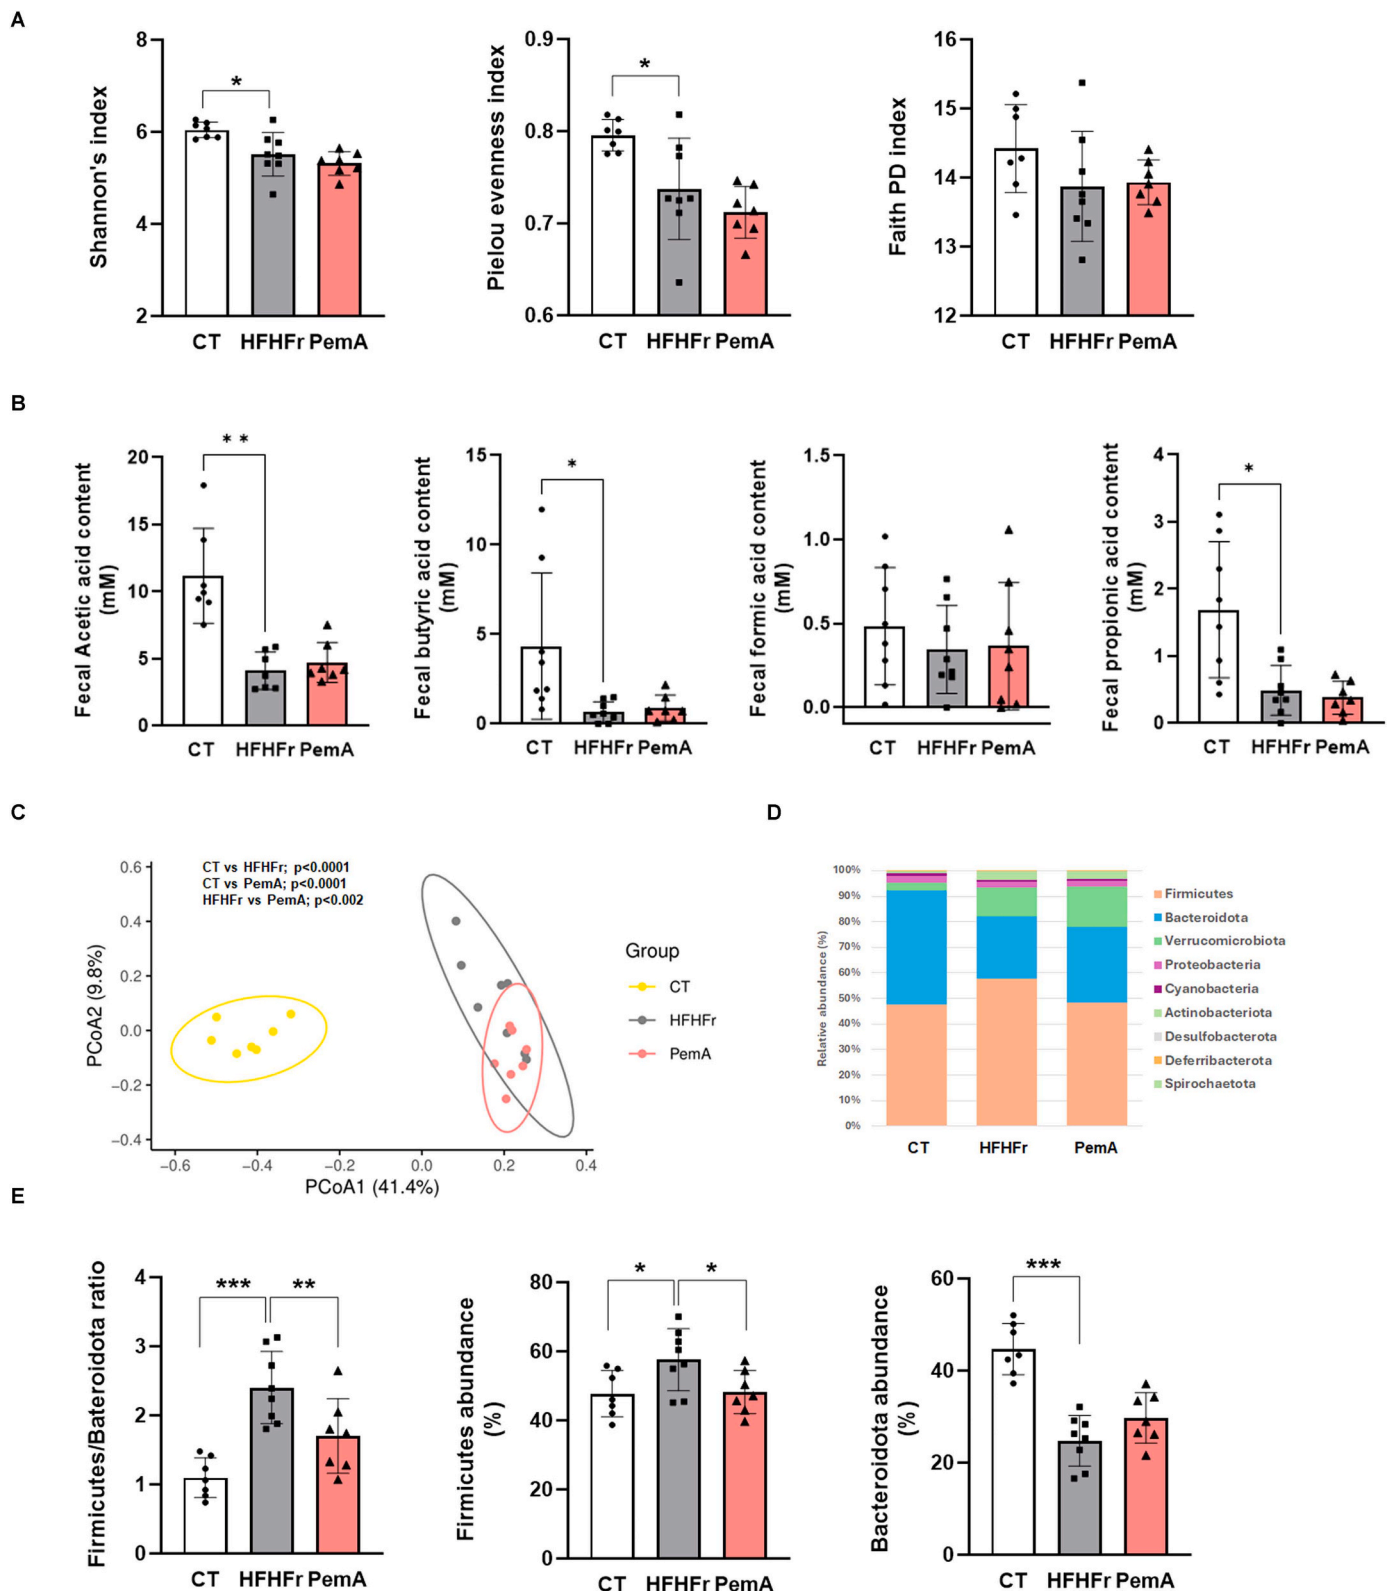 A
8
6
4
2
Shannon's index
*
CT HFHFr PemA
0.9
0.8
0.7
0.6
Pielou evenness index
*
CT HFHFr PemA
16
15
14
13
12
Faith PD index
CT HFHFr PemA
B
20
15
10
5
0
Fecal Acetic acid content
(mM)
* *
CT HFHFr PemA
15
10
5
0
Fecal butyric acid content
(mM)
*
CT HFHFr PemA
1.5
1.0
0.5
0.0
Fecal formic acid content
(mM)
CT HFHFr PemA
4
3
2
1
0
Fecal propionic acid content
(mM)
*
CT HFHFr PemA
C
CT vs HFHFr; p<0.0001
CT vs PemA; p<0.0001
HFHFr vs PemA; p<0.002
0.6
0.4
0.2
0.0
−0.2
−0.4
PCoA2 (9.8%)
−0.6 −0.4 −0.2 0.0 0.2 0.4
PCoA1 (41.4%)
Group
CT
HFHFr
PemA
D
100%
90%
80%
70%
60%
50%
40%
30%
20%
10%
0%
Relative abundance (%)
CT HFHFr PemA
Firmicutes
Bacteroidota
Verrucomicrobiota
Proteobacteria
Cyanobacteria
Actinobacteriota
Desulfobacterota
Deferribacterota
Spirochaetota
E
4
3
2
1
0
Firmicutes/Bateroidota ratio
*** **
CT HFHFr PemA
80
60
40
20
0
Firmicutes abundance
(%)
* *
CT HFHFr PemA
60
40
20
0
Bacteroidota abundance
(%)
***
CT HFHFr PemA